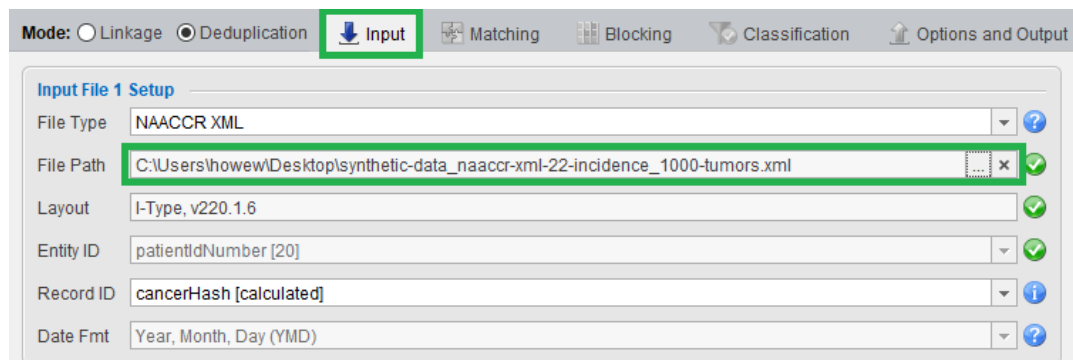 Mode: Linkage Deduplication Input Matching Blocking Classification Options and Output
Input File 1 Setup
File Type NAACCR XML
File Path C:\Users\howew\Desktop\synthetic-data_naaccr-xml-22-incidence_1000-tumors.xml ...
Layout I-Type, v220.1.6
Entity ID patientIdNumber [20]
Record ID cancerHash [calculated]
Date Fmt Year, Month, Day (YMD)